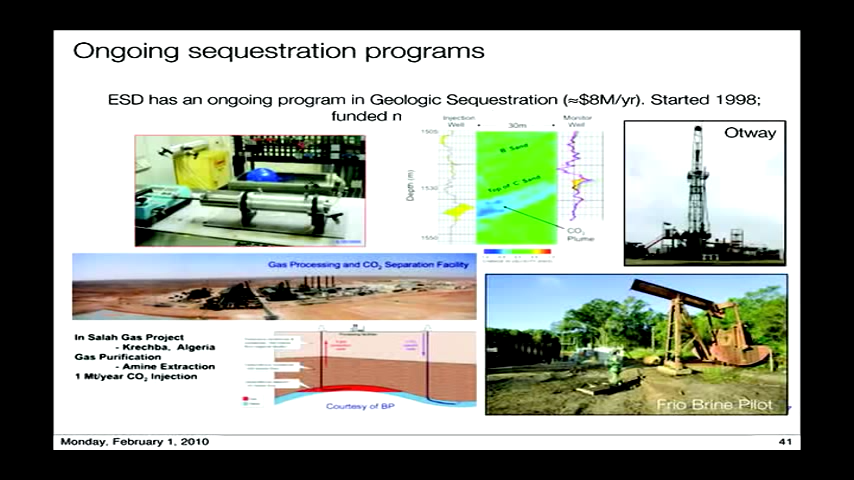 Ongoing sequestration programs
ESD has an ongoing program in Geologic Sequestration (≈$8M/yr). Started 1998;
funded n
Injection
Well
30m
Monitor
Well
Otway
1505
B Sand
Top of C Sand
Depth (m)
1530
1550
CO2
Plume
Gas Processing and CO2 Separation Facility
In Salah Gas Project
- Krechba, Algeria
Gas Purification
- Amine Extraction
1 Mt/year CO2 Injection
Courtesy of BP
Frio Brine Pilot
Monday, February 1, 2010
41